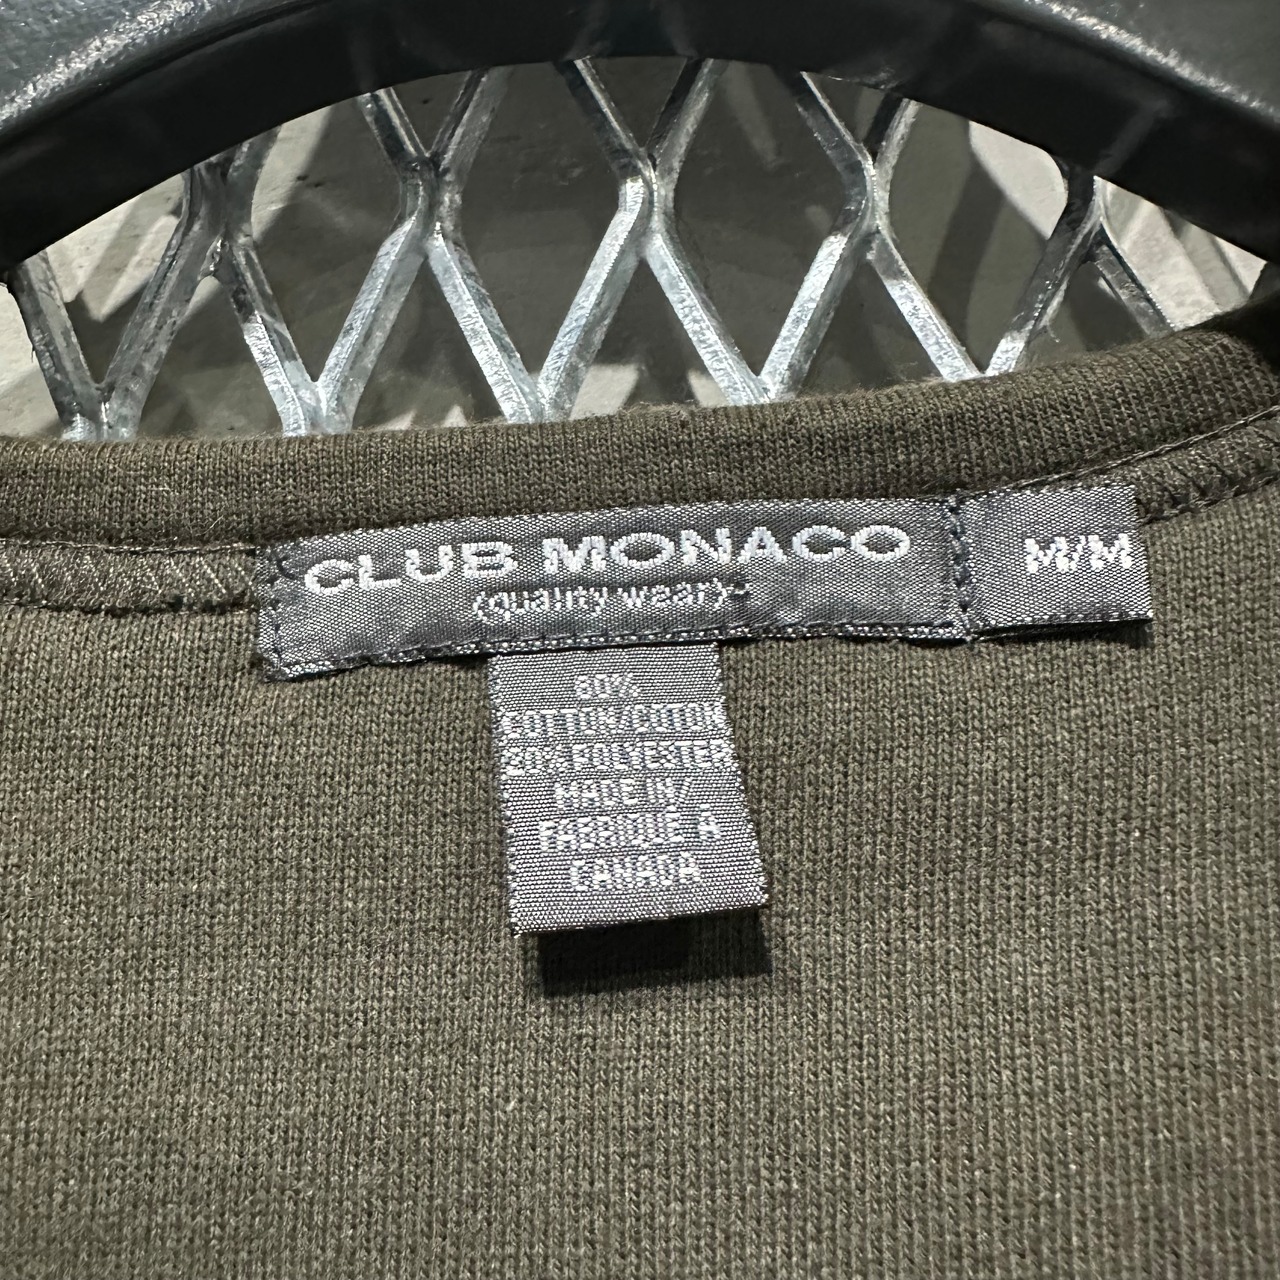 CLUB MONACO
(quality wear)~
M/M
80%
COTTON/COTON
20% POLYESTER
MADE IN/
FABRIQUE A
CANADA